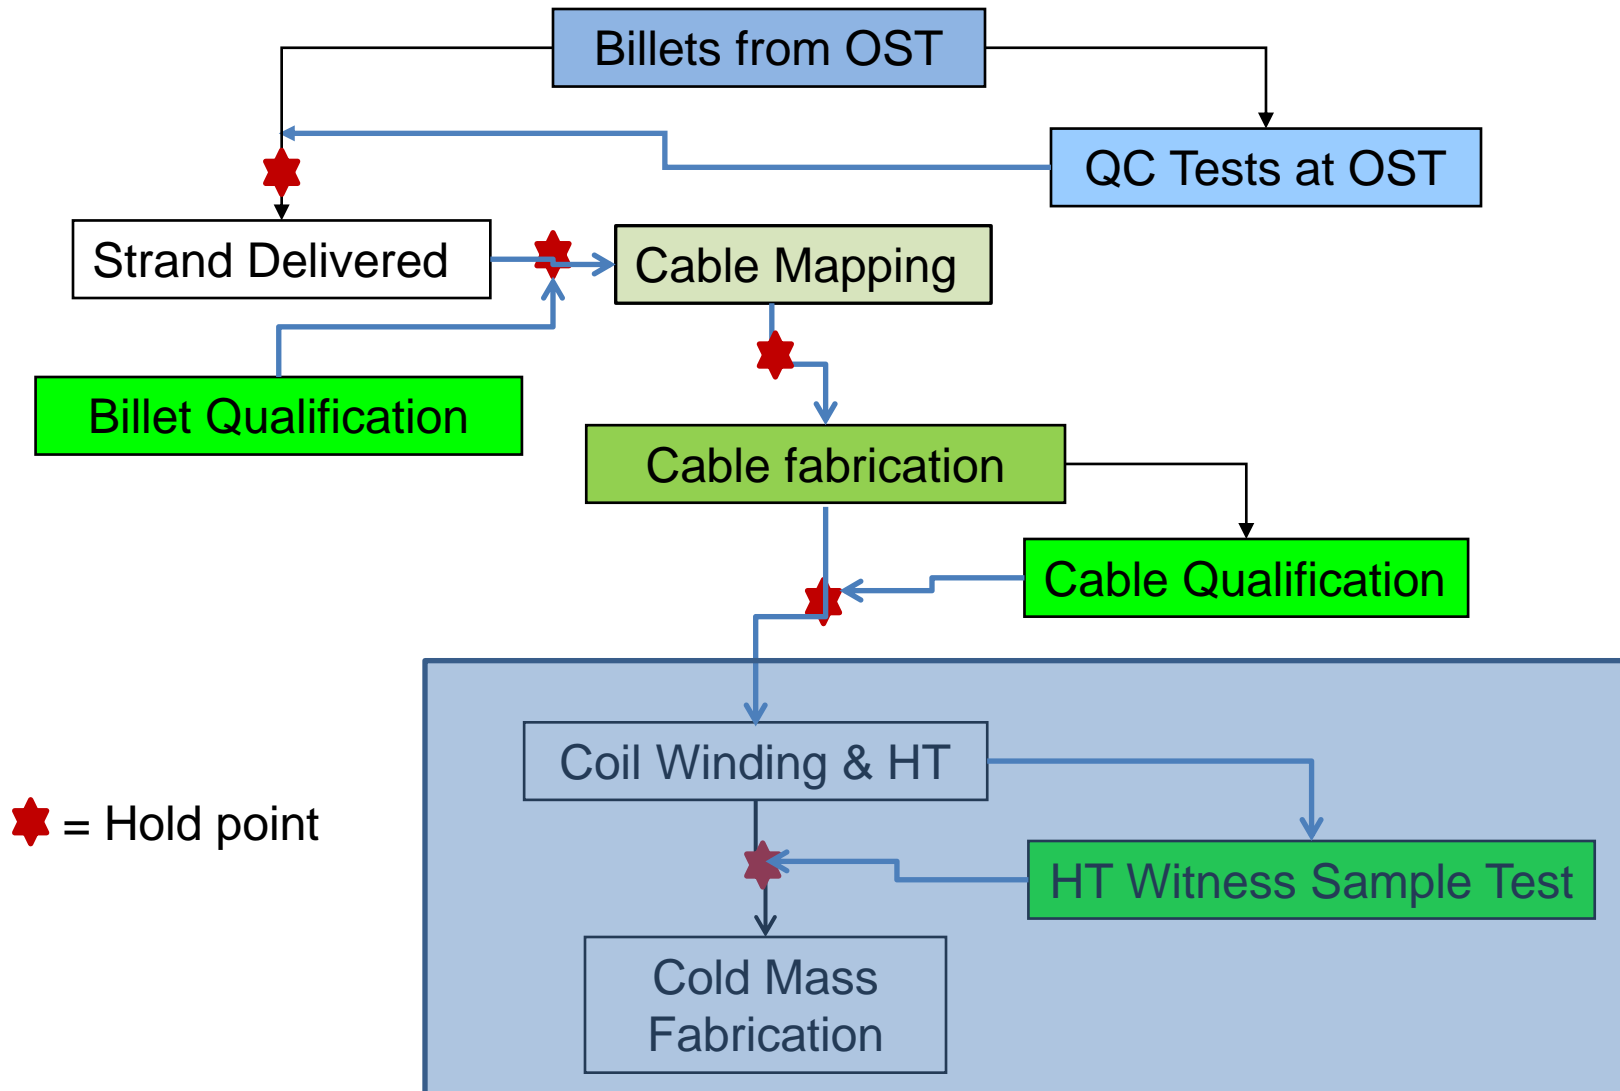 Billets from OST
QC Tests at OST
Strand Delivered
Cable Mapping
Billet Qualification
Cable fabrication
Cable Qualification
Coil Winding & HT
= Hold point
HT Witness Sample Test
Cold Mass
Fabrication